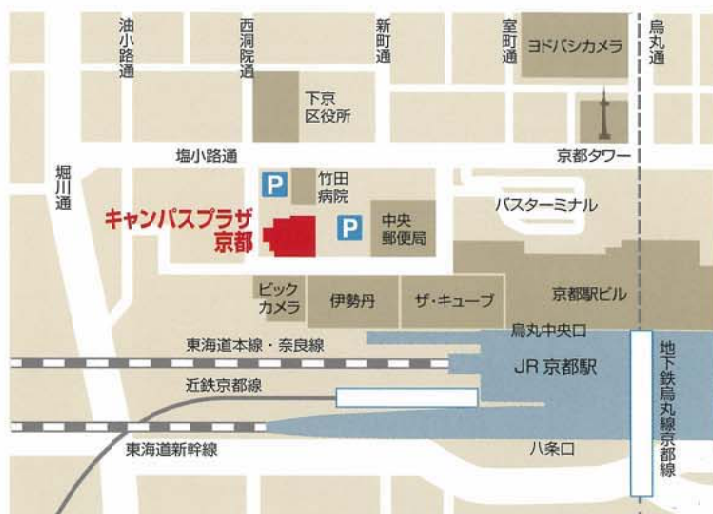 油小路通
西洞院通
新町通
室町通
烏丸通
ヨドバシカメラ
下京
区役所
堀川通
塩小路通
京都タワー
P
竹田
病院
キャンパスプラザ
京都
P
中央
郵便局
バスターミナル
ビック
カメラ
伊勢丹
ザ・キューブ
京都駅ビル
烏丸中央口
東海道本線・奈良線
JR 京都駅
地下鉄烏丸線京都線
近鉄京都線
東海道新幹線
八条口